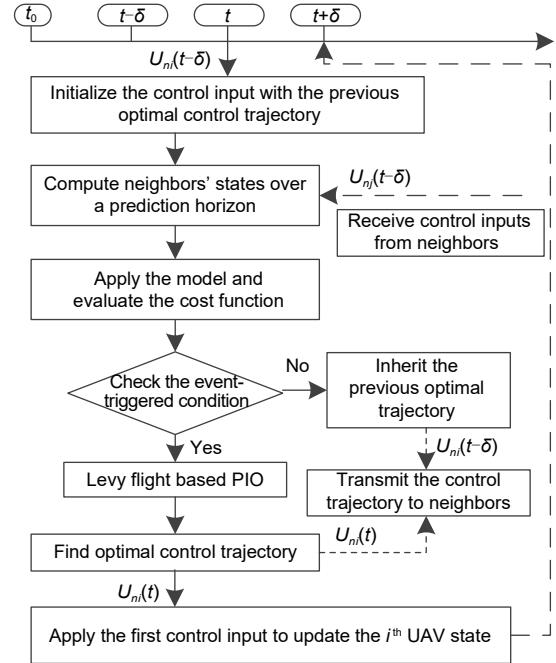 t0 t−δ t t+δ
Uni(t−δ)
Initialize the control input with the previous
optimal control trajectory
Compute neighbors' states over
a prediction horizon
Unj(t−δ)
Receive control inputs
from neighbors
Apply the model and
evaluate the cost function
Check the event-
triggered condition
No
Inherit the
previous optimal
trajectory
Yes
Uni(t−δ)
Levy flight based PIO
Transmit the control
trajectory to neighbors
Find optimal control trajectory
Uni(t)
Uni(t)
Apply the first control input to update the ith UAV state